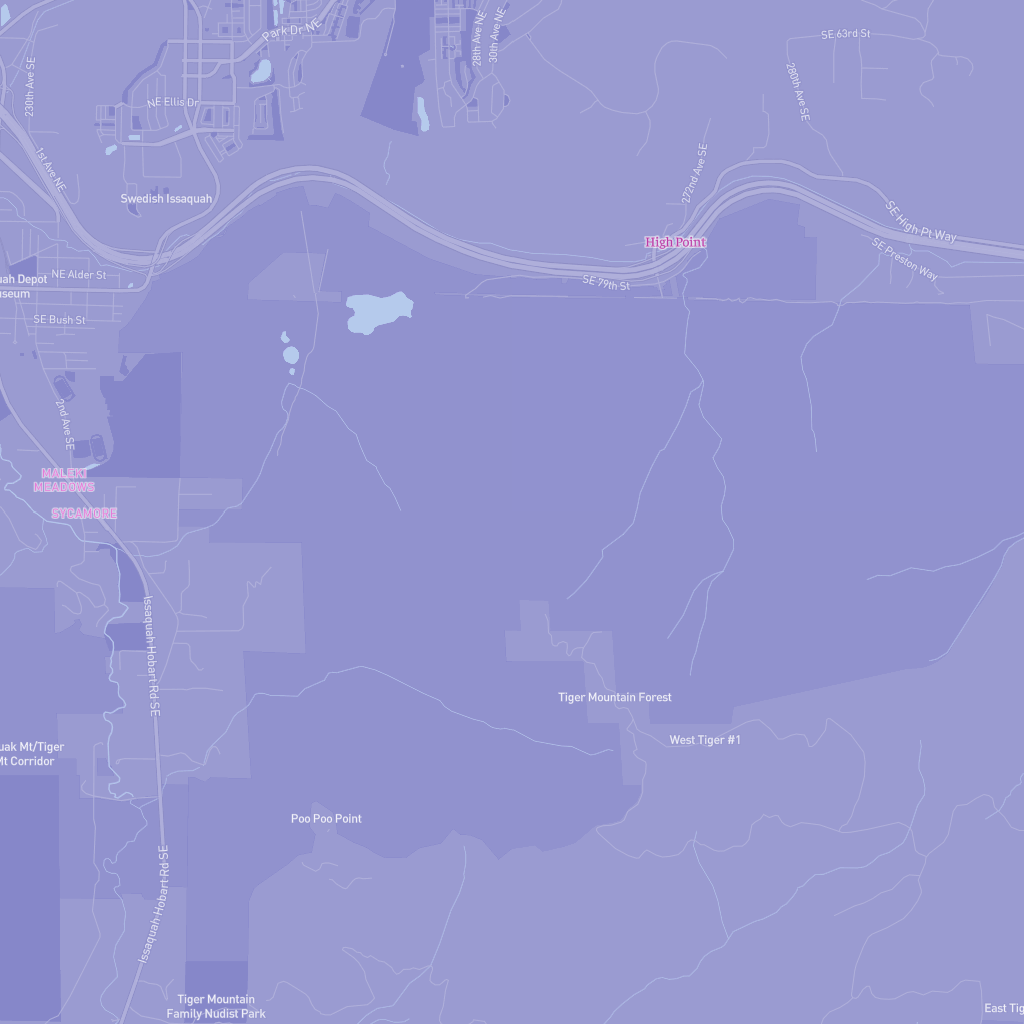 Park Dr NE
28th Ave NE
30th Ave NE
SE 63rd St
230th Ave SE
280th Ave SE
NE Ellis Dr
1st Ave NE
272nd Ave SE
Swedish Issaquah
SE High Pt Way
High Point
SE Preston Way
NE Alder St
uah Depot
useum
SE 79th St
SE Bush St
2nd Ave SE
MALEKI
MEADOWS
SYCAMORE
Issaquah Hobart Rd SE
Tiger Mountain Forest
West Tiger #1
uak Mt/Tiger
Mt Corridor
Poo Poo Point
Issaquah Hobart Rd SE
Tiger Mountain
Family Nudist Park
East Tig